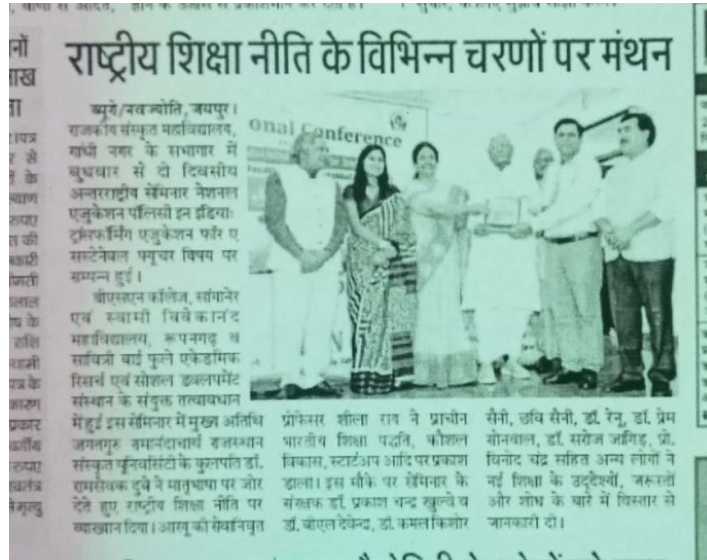 राष्ट्रीय शिक्षा नीति के विभिन्न चरणों पर मंथन
ब्यूरो/नवज्योति, जयपुर।
राजकीय संस्कृत महाविद्यालय,
गांधी नगर के सभागार में
बुधवार से दो दिवसीय
अन्तरराष्ट्रीय सेमिनार नेशनल
एजुकेशन पॉलिसी इन इंडिया:
ट्रांसफॉर्मिंग एजुकेशन फॉर ए
सस्टेनेबल फ्यूचर विषय पर
सम्पन्न हुई।
बीएसएन कॉलेज, सांगानेर
एवं स्वामी विवेकानंद
महाविद्यालय, रूपनगढ़ व
सावित्री बाई फुले एकेडमिक
रिसर्च एवं सोशल डवलपमेंट
संस्थान के संयुक्त तत्वावधान
में हुई इस सेमिनार में मुख्य अतिथि
जगतगुरु रामानंदाचार्य राजस्थान
संस्कृत यूनिवर्सिटी के कुलपति डॉ.
रामसेवक दुबे ने मातृभाषा पर जोर
देते हुए राष्ट्रीय शिक्षा नीति पर
व्याख्यान दिया। आरयू की सेवानिवृत
प्रोफेसर शीला राय ने प्राचीन
भारतीय शिक्षा पद्धति, कौशल
विकास, स्टार्टअप आदि पर प्रकाश
डाला। इस मौके पर सेमिनार के
संरक्षक डॉ. प्रकाश चन्द्र खुल्वे व
डॉ. बीएल देवेन्द्र, डॉ. कमल किशोर
सैनी, छवि सैनी, डॉ. रेनू, डॉ. प्रेम
सोनवाल, डॉ. सरोज जांगिड़, प्रो.
विनोद चंद्र सहित अन्य लोगों ने
नई शिक्षा के उद्देश्यों, जरूरतों
और शोध के बारे में विस्तार से
जानकारी दी।
onal Conference